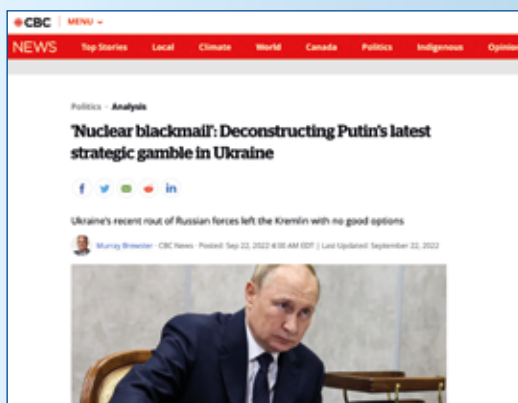 CBC MENU
NEWS Top Stories Local Climate World Canada Politics Indigenous Opinion
Politics · Analysis
'Nuclear blackmail': Deconstructing Putin's latest
strategic gamble in Ukraine
Ukraine's recent rout of Russian forces left the Kremlin with no good options
Murray Brewster · CBC News · Posted: Sep 22, 2022 4:00 AM EDT | Last Updated: September 22, 2022